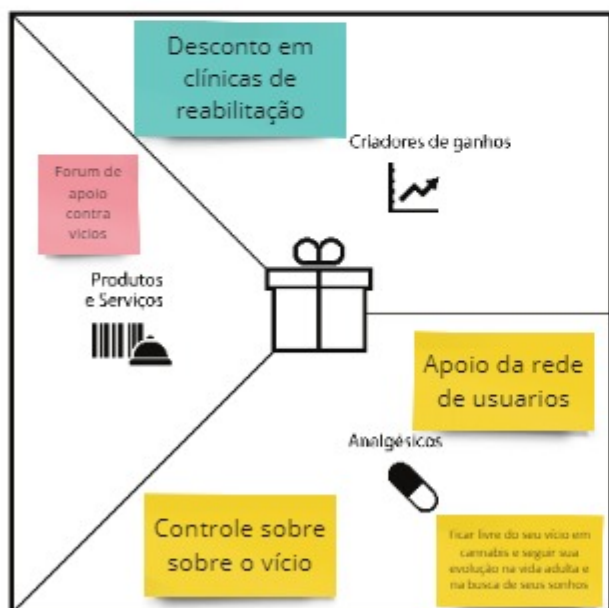 Desconto em
clínicas de
reabilitação
Criadores de ganhos
Forum de
apoio
contra
vícios
Produtos
e Serviços
Apoio da rede
de usuarios
Analgésicos
Controle sobre
sobre o vício
ficar livre do seu vício em
cannabis e seguir sua
evolução na vida adulta e
na busca de seus sonhos